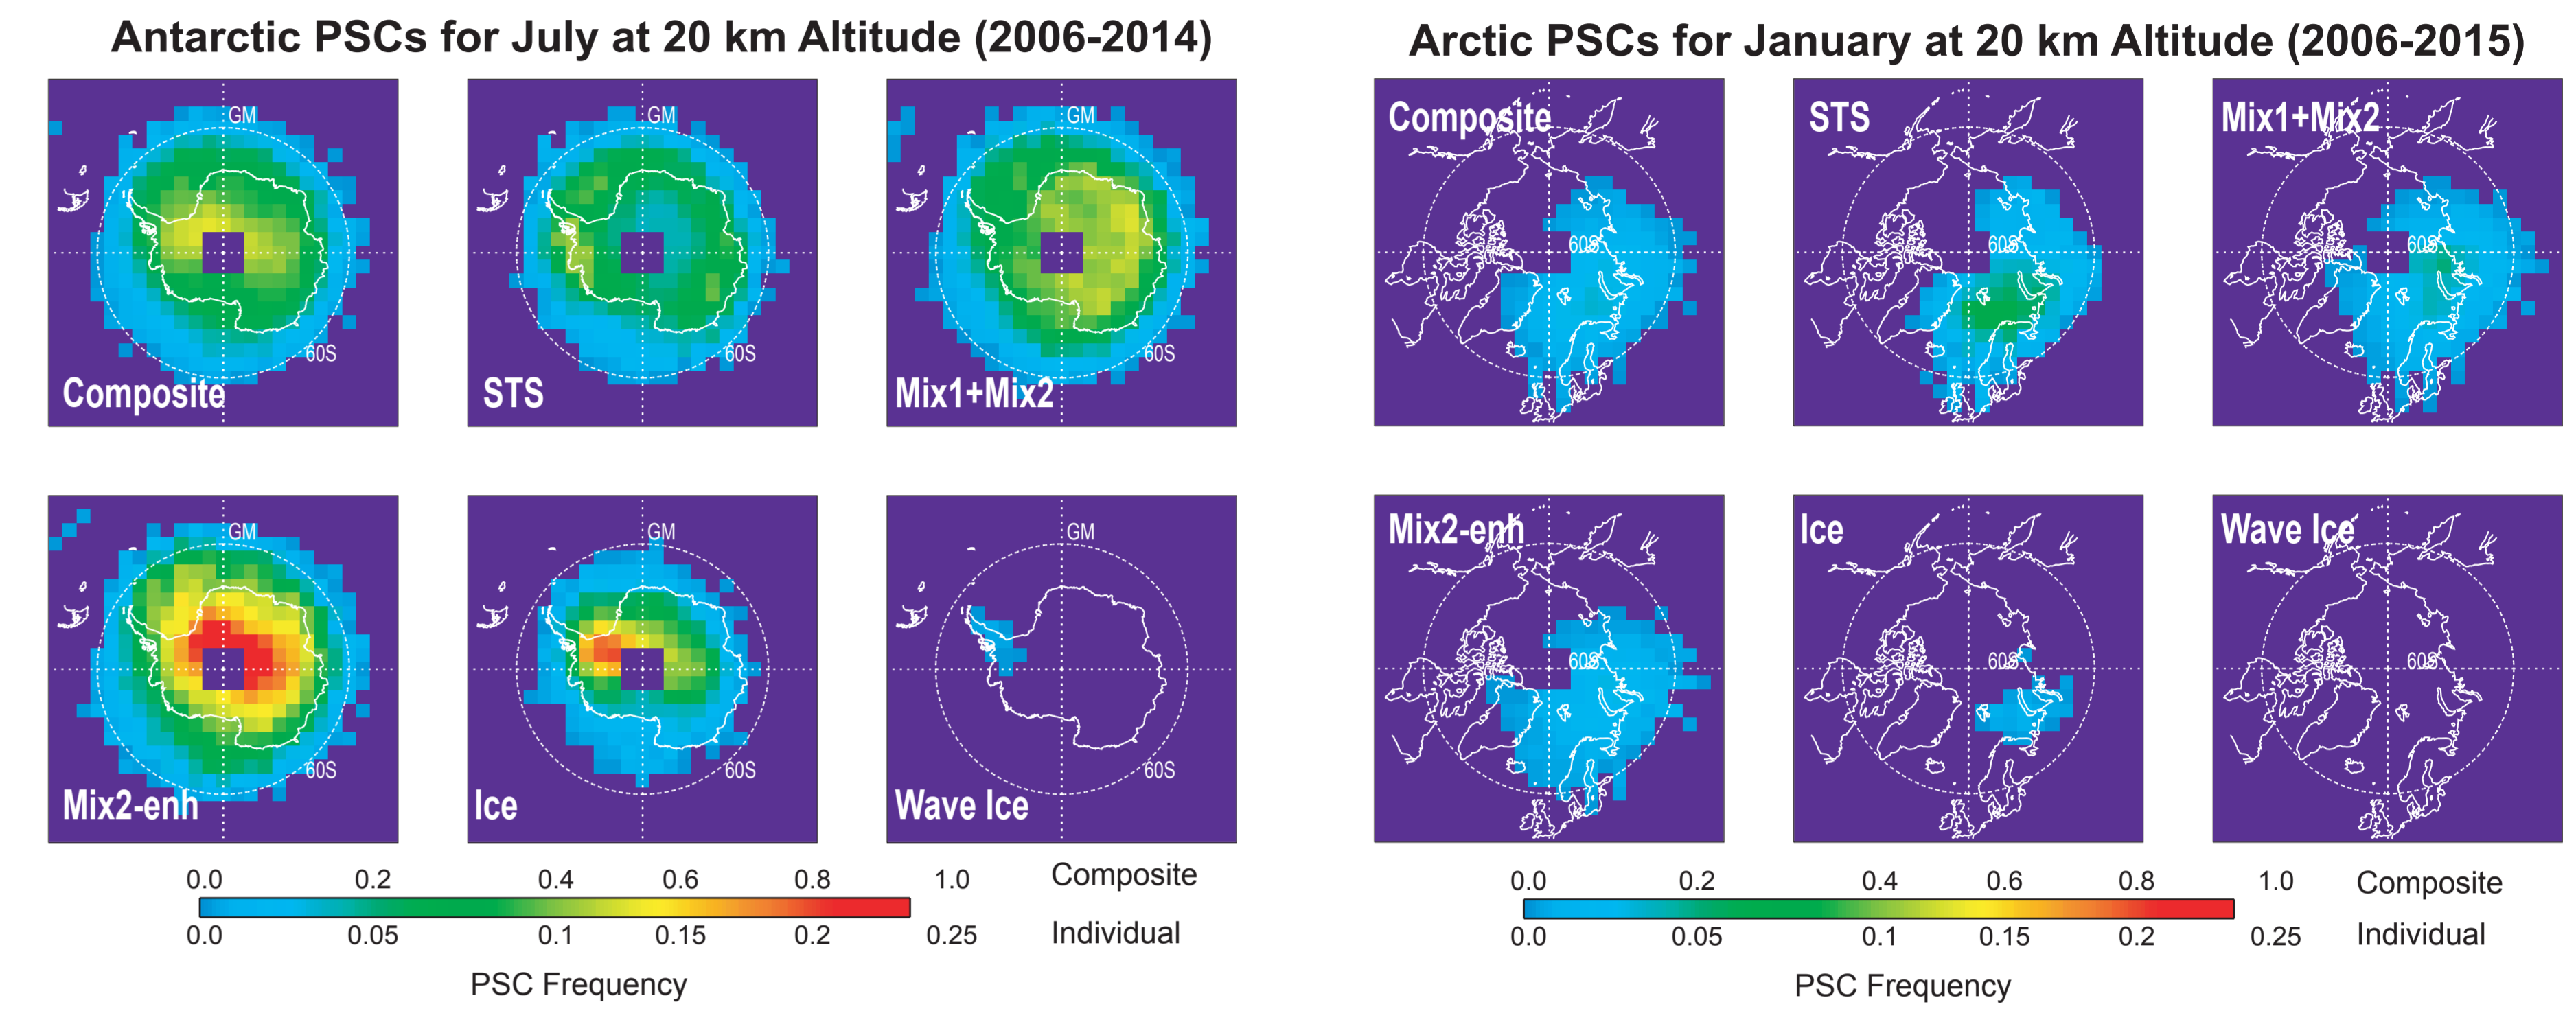 Antarctic PSCs for July at 20 km Altitude (2006-2014)
GM
60S
Composite
GM
60S
STS
GM
60S
Mix1+Mix2
GM
60S
Mix2-enh
GM
60S
Ice
GM
60S
Wave Ice
0.0 0.2 0.4 0.6 0.8 1.0 Composite
0.0 0.05 0.1 0.15 0.2 0.25 Individual
PSC Frequency
Arctic PSCs for January at 20 km Altitude (2006-2015)
Composite
60S
STS
60S
Mix1+Mix2
60S
Mix2-enh
60S
Ice
60S
Wave Ice
60S
0.0 0.2 0.4 0.6 0.8 1.0 Composite
0.0 0.05 0.1 0.15 0.2 0.25 Individual
PSC Frequency